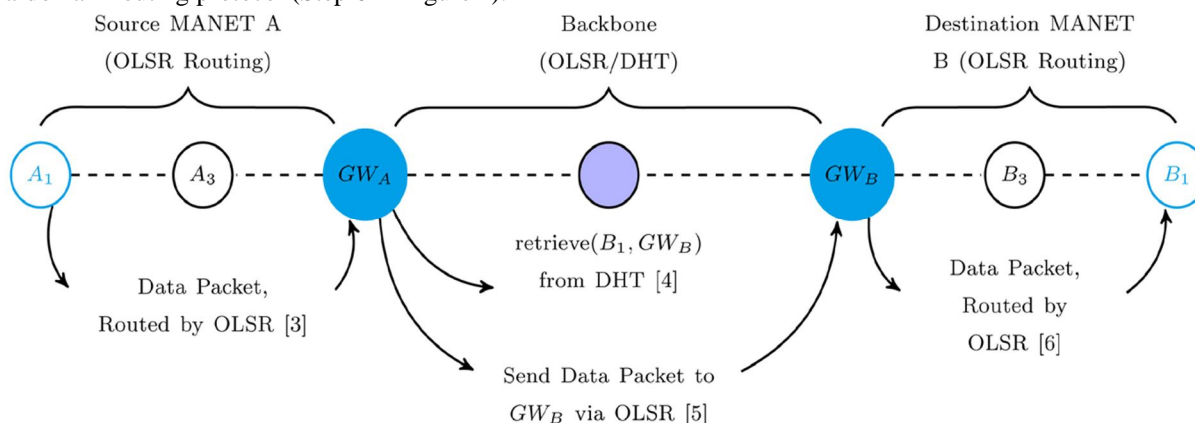 Source MANET A
(OLSR Routing)
Backbone
(OLSR/DHT)
Destination MANET
B (OLSR Routing)
A1
A3
GWA
GWB
B3
B1
retrieve(B1, GWB)
from DHT [4]
Data Packet,
Routed by OLSR [3]
Data Packet,
Routed by
OLSR [6]
Send Data Packet to
GWB via OLSR [5]